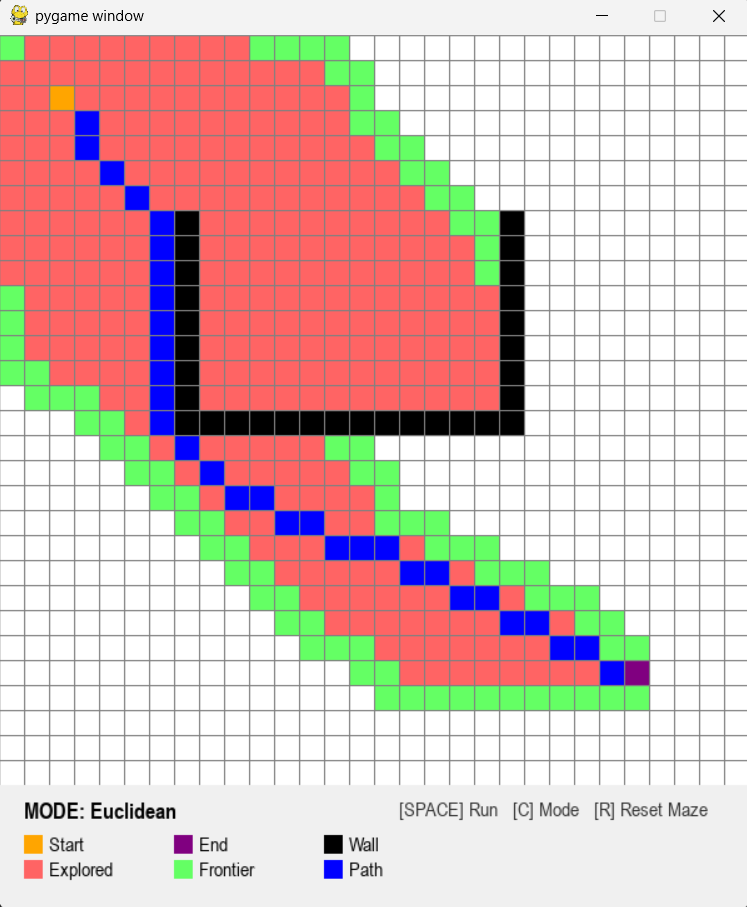 pygame window
MODE: Euclidean [SPACE] Run [C] Mode [R] Reset Maze
Start End Wall
Explored Frontier Path